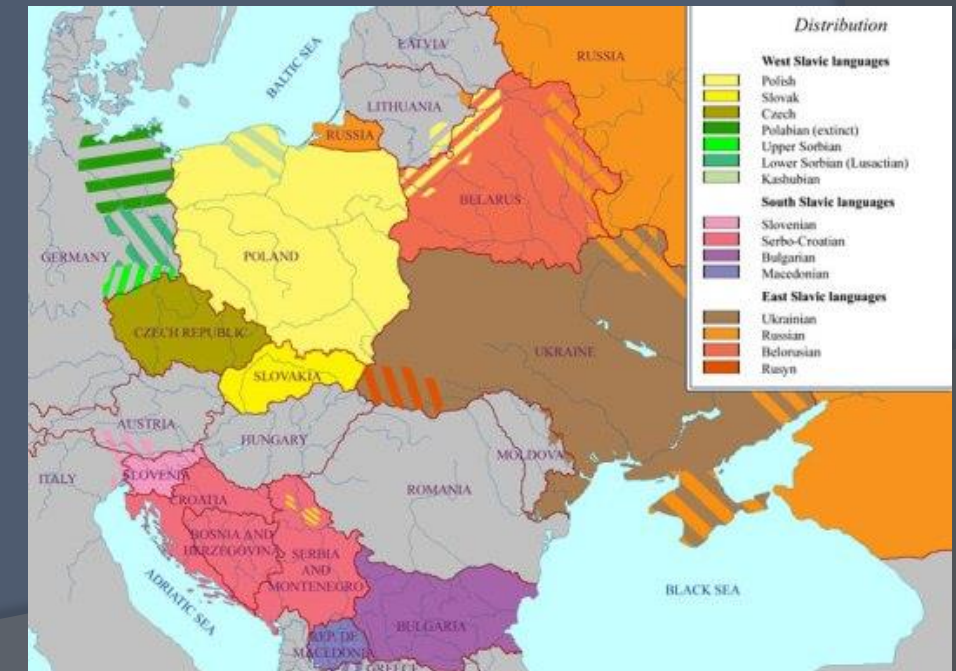 Distribution
West Slavic languages
Polish
Slovak
Czech
Polabian (extinct)
Upper Sorbian
Lower Sorbian (Lusactian)
Kashubian
South Slavic languages
Slovenian
Serbo-Croatian
Bulgarian
Macedonian
East Slavic languages
Ukrainian
Russian
Belorusian
Rusyn
LATVIA
RUSSIA
BALTIC SEA
LITHUANIA
RUSSIA
BELARUS
GERMANY
POLAND
CZECH REPUBLIC
UKRAINE
SLOVAKIA
AUSTRIA
HUNGARY
MOLDOVA
ITALY
SLOVENIA
ROMANIA
CROATIA
BOSNIA AND
HERZEGOVINA
SERBIA
AND
MONTENEGRO
ADRIATIC SEA
BLACK SEA
BULGARIA
REP. DE
MACEDONIA
GREECE